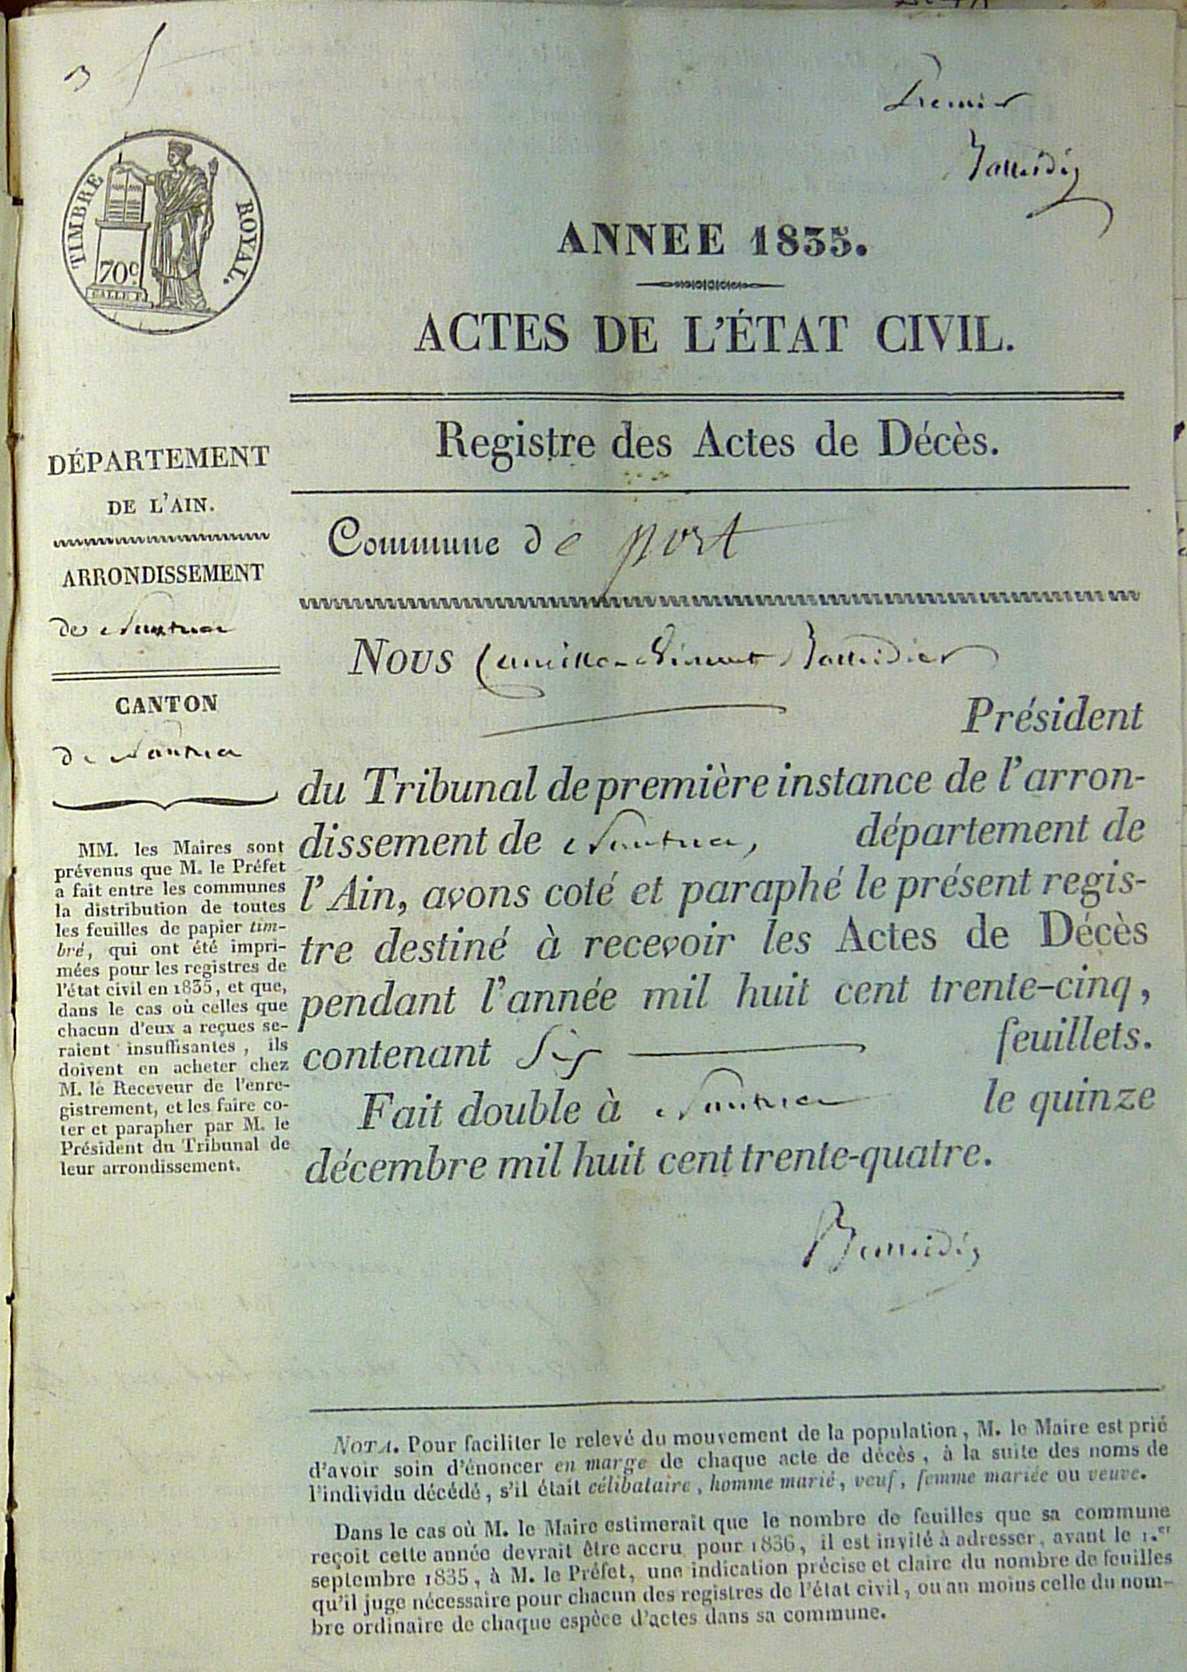 3
Premier
TIMBRE ROYAL.
70c.
ANNEE 1835.
ACTES DE L'ÉTAT CIVIL.
Registre des Actes de Décès.
DÉPARTEMENT
DE L'AIN.
ARRONDISSEMENT
de Nantua
CANTON
de Nantua
MM. les Maires sont
prévenus que M. le Préfet
a fait entre les communes
la distribution de toutes
les feuilles de papier tim-
bré, qui ont été impri-
mées pour les registres de
l'état civil en 1835, et que,
dans le cas où celles que
chacun d'eux a reçues se-
raient insuffisantes, ils
doivent en acheter chez
M. le Receveur de l'enre-
gistrement, et les faire co-
ter et parapher par M. le
Président du Tribunal de
leur arrondissement.
Commune de port
Nous Camille-Vincent
Président
du Tribunal de première instance de l'arron-
dissement de Nantua, département de
l'Ain, avons coté et paraphé le présent regis-
tre destiné à recevoir les Actes de Décès
pendant l'année mil huit cent trente-cinq,
contenant Six feuillets.
Fait double à Nantua le quinze
décembre mil huit cent trente-quatre.
NOTA. Pour faciliter le relevé du mouvement de la population, M. le Maire est prié
d'avoir soin d'énoncer en marge de chaque acte de décès, à la suite des noms de
l'individu décédé, s'il était célibataire, homme marié, veuf, femme mariée ou veuve.
Dans le cas où M. le Maire estimerait que le nombre de feuilles que sa commune
reçoit cette année devrait être accru pour 1836, il est invité à adresser, avant le 1.er
septembre 1835, à M. le Préfet, une indication précise et claire du nombre de feuilles
qu'il juge nécessaire pour chacun des registres de l'état civil, ou au moins celle du nom-
bre ordinaire de chaque espèce d'actes dans sa commune.